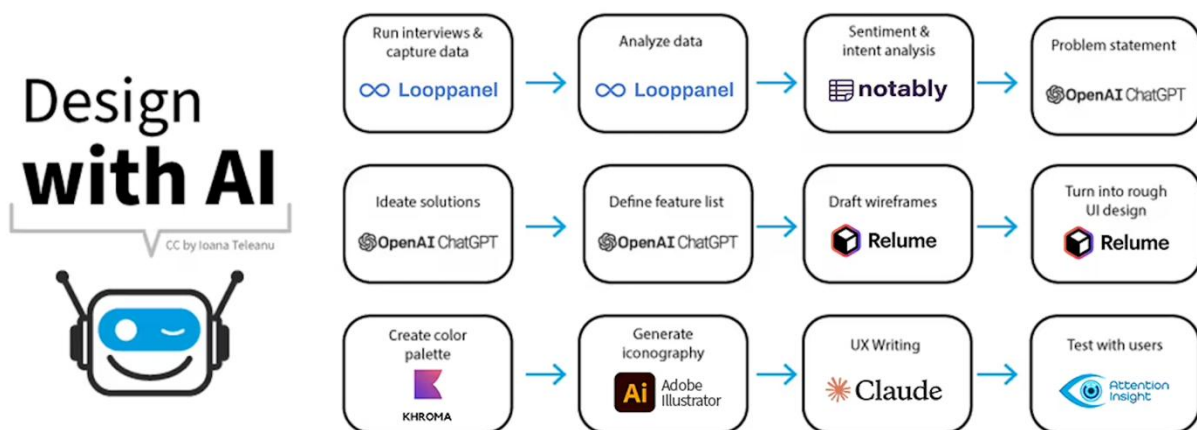 Design
with AI
CC by Ioana Teleanu
Run interviews &
capture data
Looppanel
Analyze data
Looppanel
Sentiment &
intent analysis
notably
Problem statement
OpenAI ChatGPT
Ideate solutions
OpenAI ChatGPT
Define feature list
OpenAI ChatGPT
Draft wireframes
Relume
Turn into rough
UI design
Relume
Create color
palette
KHROMA
Generate
iconography
Ai
Adobe
Illustrator
UX Writing
Claude
Test with users
Attention
Insight